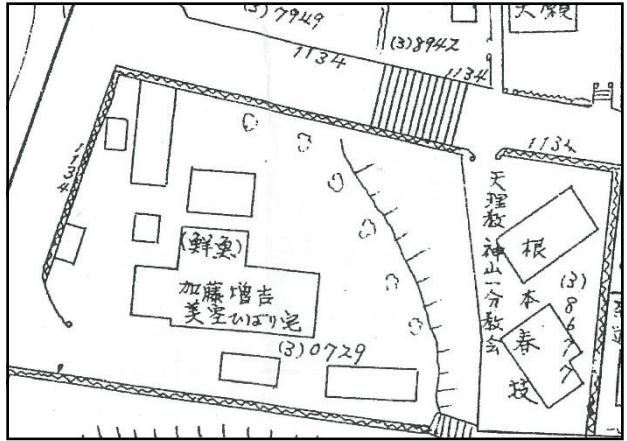 (3)7949
(3)8942
1134
1134
1134
1134
天理教 神山一分教会
根本春枝
(3)8677
(鮮魚)
加藤増吉
美空ひばり宅
(3)0729